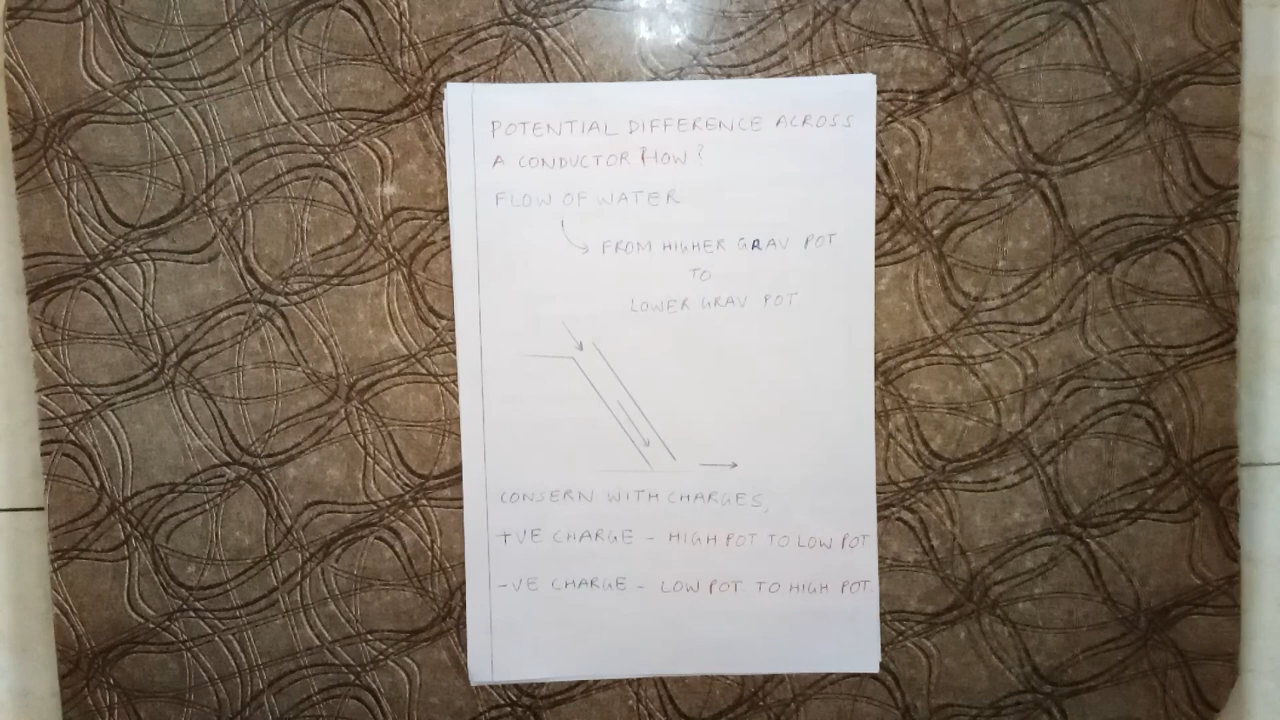 POTENTIAL DIFFERENCE ACROSS
A CONDUCTOR HOW?
FLOW OF WATER
FROM HIGHER GRAV POT
TO
LOWER GRAV POT
CONSERN WITH CHARGES,
+VE CHARGE - HIGH POT TO LOW POT
-VE CHARGE - LOW POT TO HIGH POT.